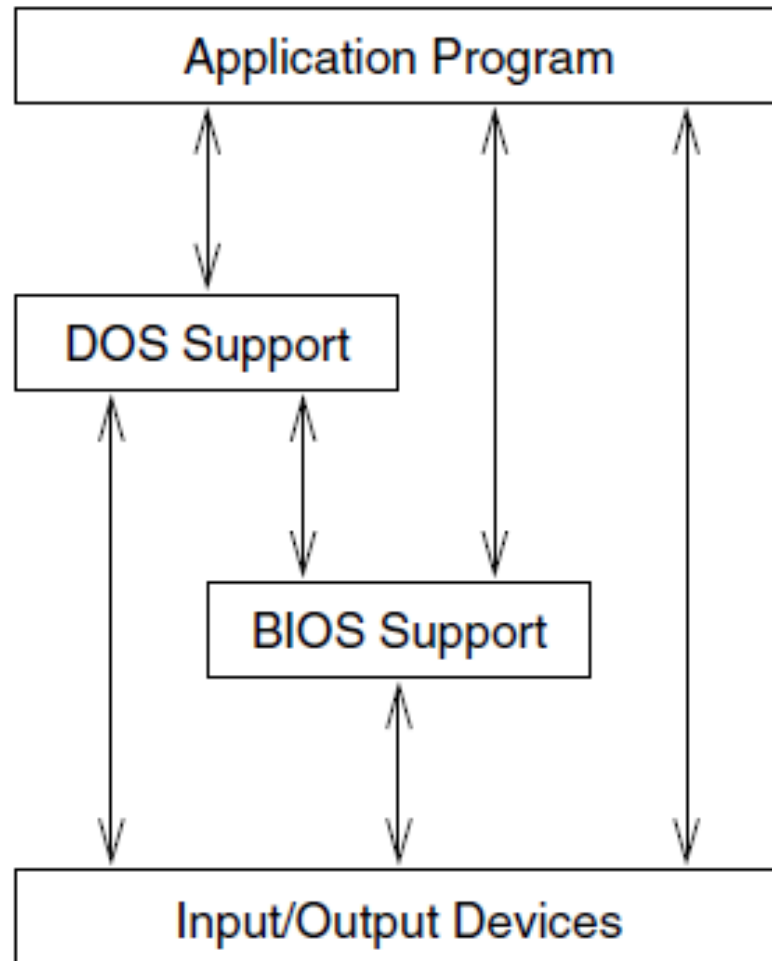 Application Program
DOS Support
BIOS Support
Input/Output Devices